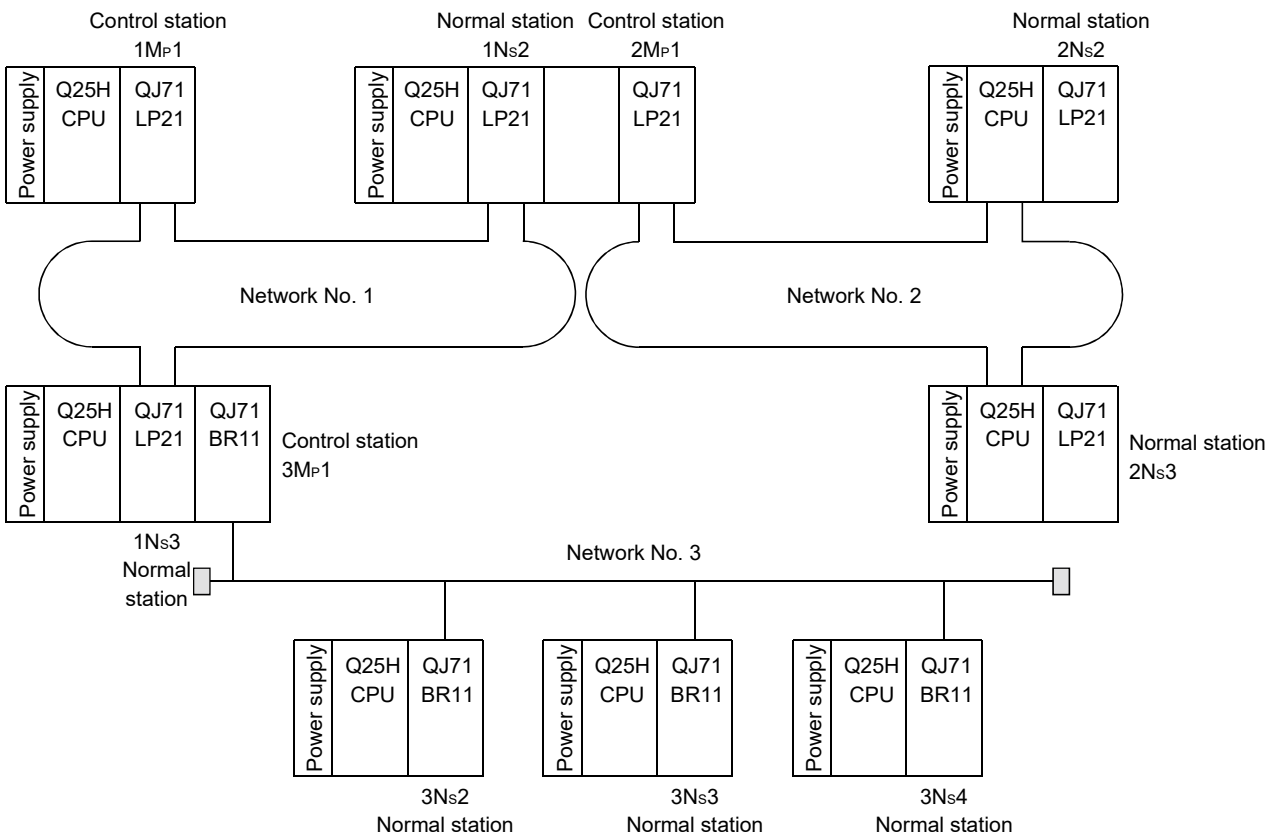 Control station
1MP1
Normal station
1NS2
Control station
2MP1
Normal station
2NS2
Power supply
Q25H
CPU
QJ71
LP21
Power supply
Q25H
CPU
QJ71
LP21
QJ71
LP21
Power supply
Q25H
CPU
QJ71
LP21
Network No. 1
Network No. 2
Power supply
Q25H
CPU
QJ71
LP21
QJ71
BR11
Control station
3MP1
Power supply
Q25H
CPU
QJ71
LP21
Normal station
2NS3
1NS3
Normal
station
Network No. 3
Power supply
Q25H
CPU
QJ71
BR11
Power supply
Q25H
CPU
QJ71
BR11
Power supply
Q25H
CPU
QJ71
BR11
3NS2
Normal station
3NS3
Normal station
3NS4
Normal station